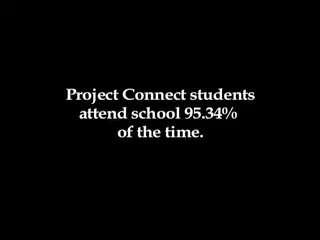 Project Connect students
attend school 95.34%
of the time.